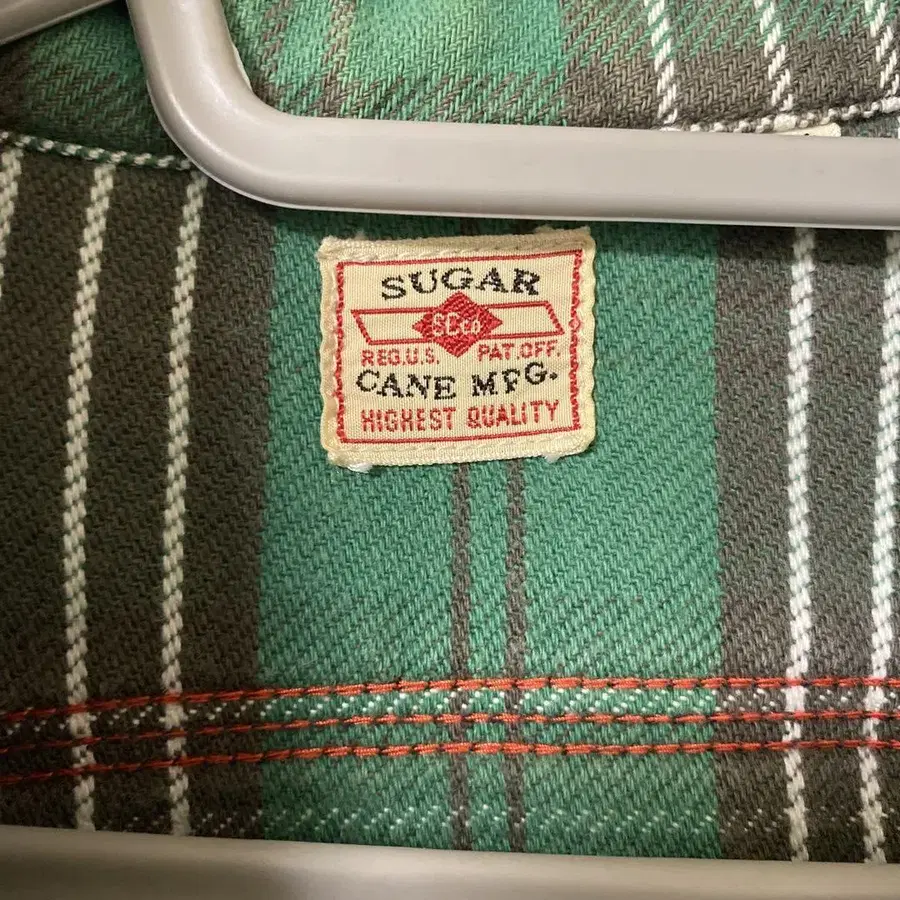 SUGAR
SCco
REG.U.S. PAT.OFF.
CANE MFG.
HIGHEST QUALITY